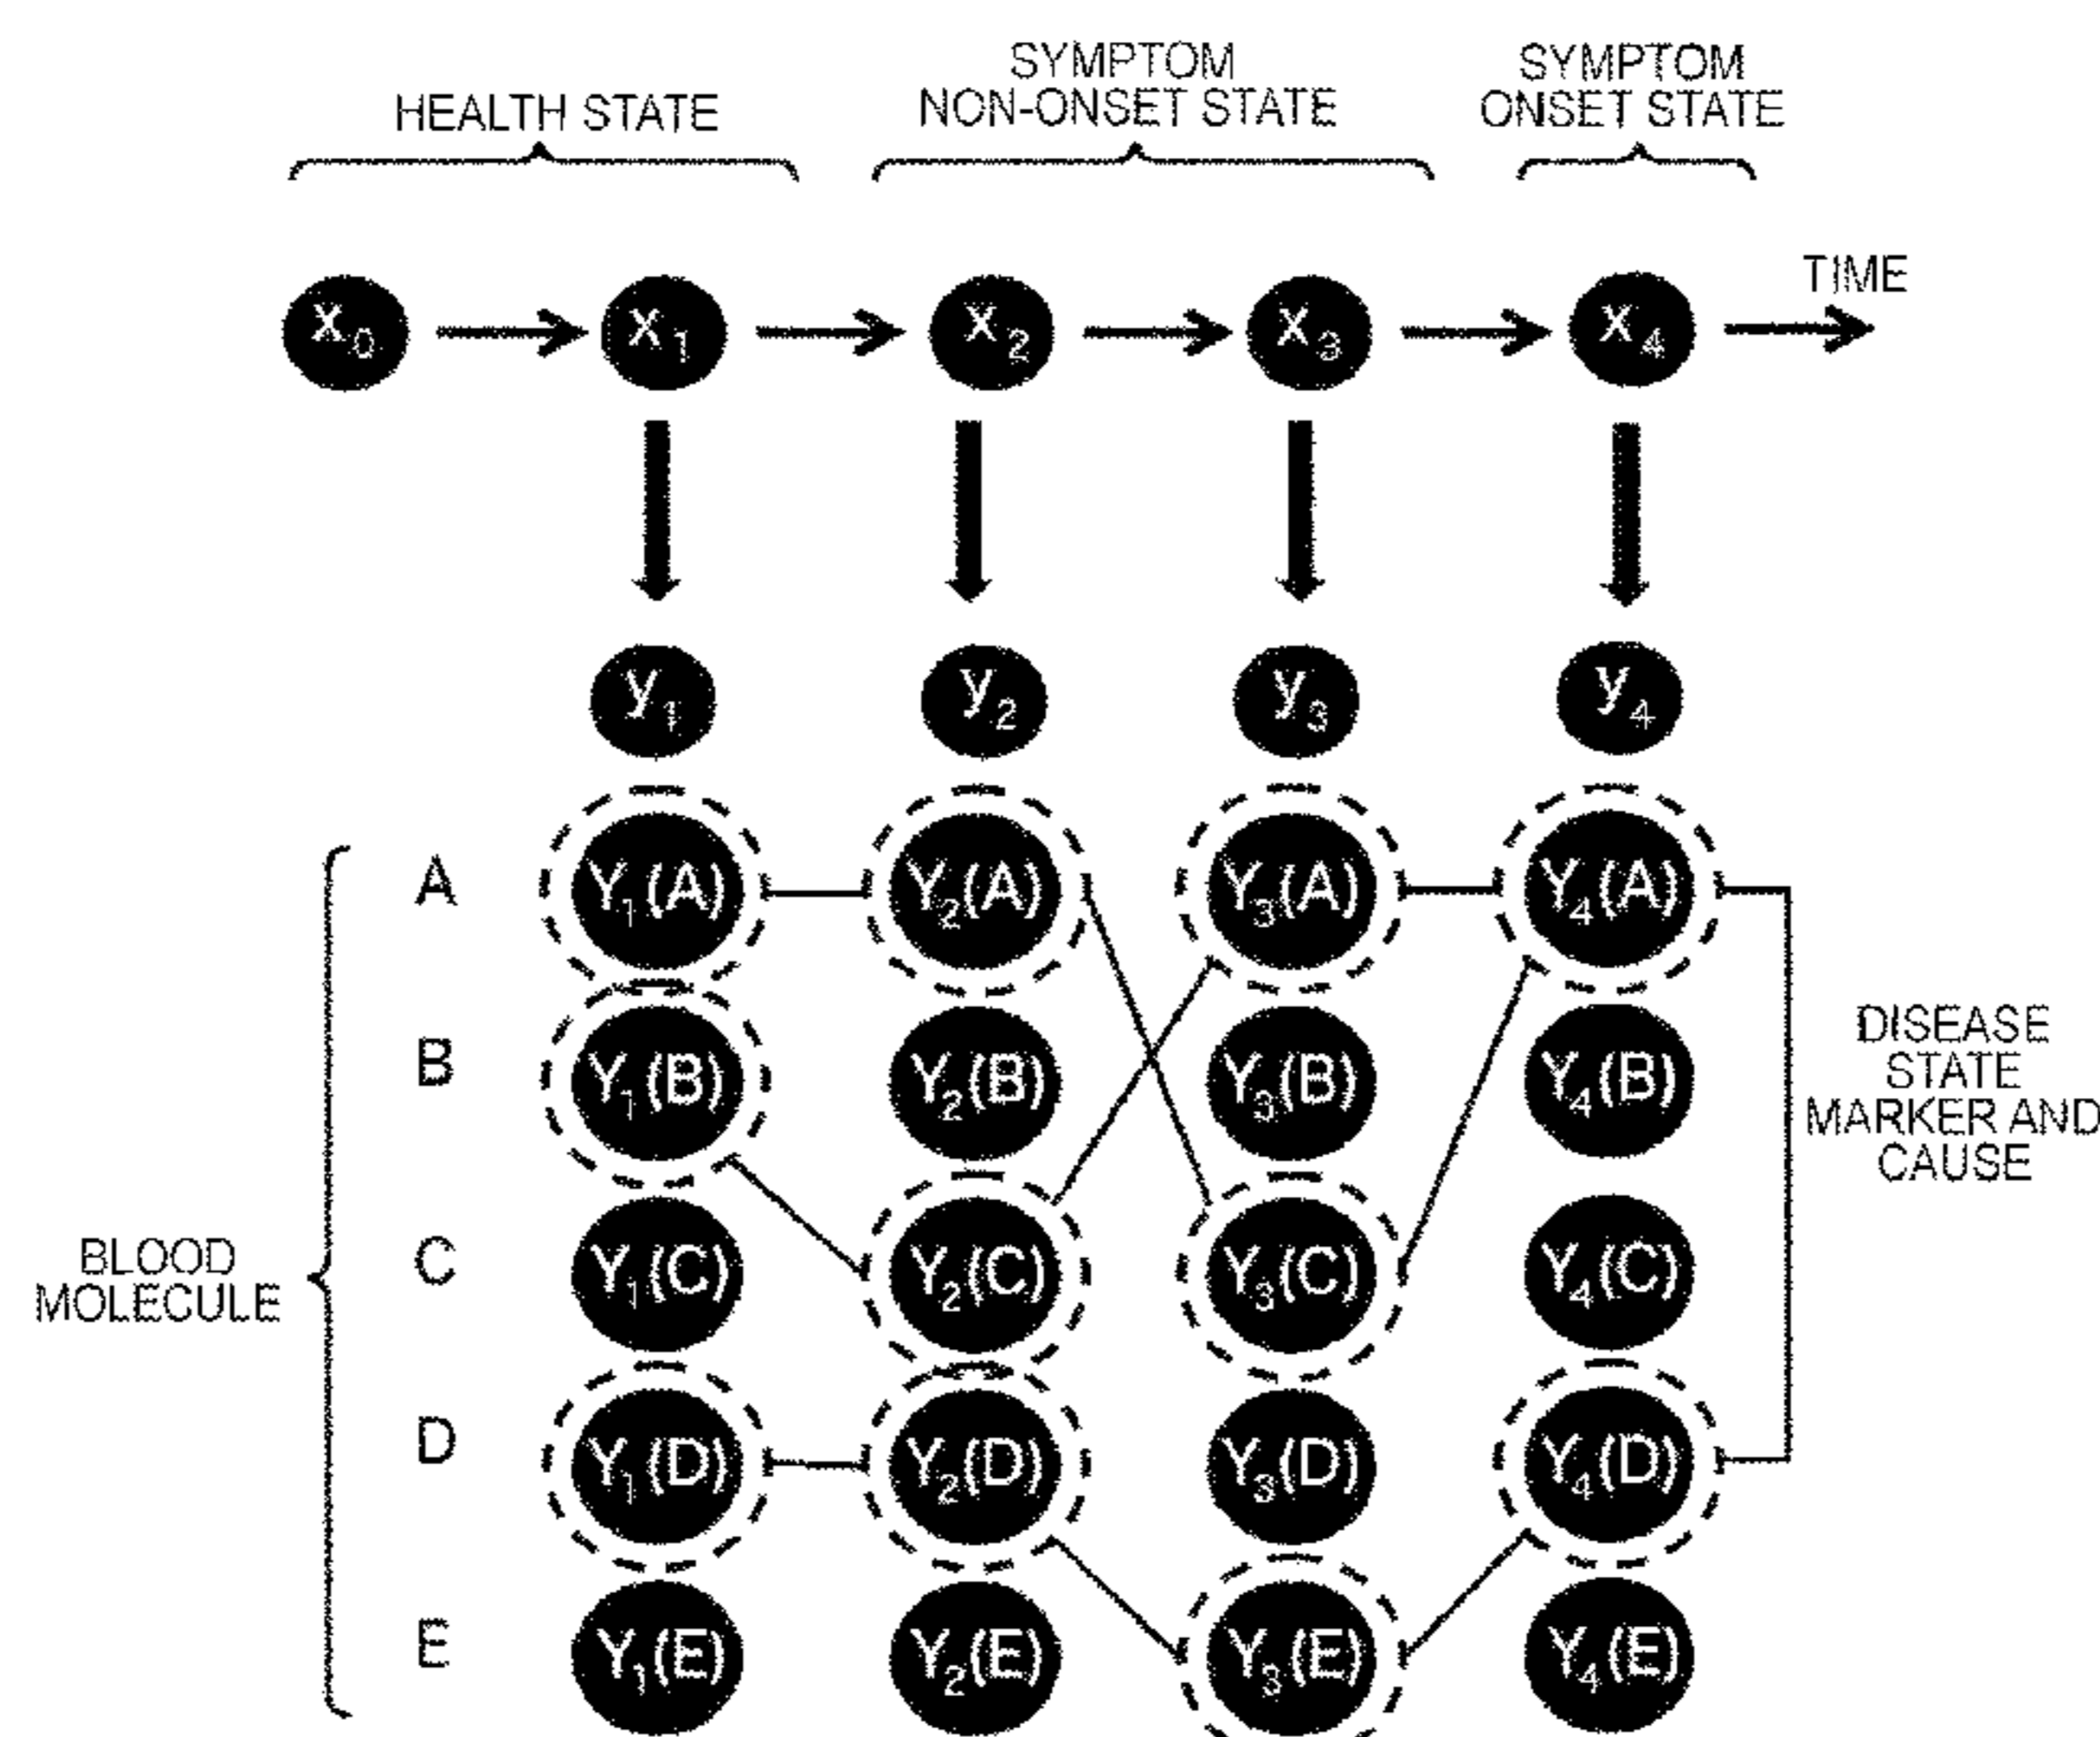 SYMPTOM
NON-ONSET STATE
SYMPTOM
ONSET STATE
HEALTH STATE
TIME
x0
x1
x2
x3
x4
y1
y2
y3
y4
A
Y1(A)
Y2(A)
Y3(A)
Y4(A)
B
Y1(B)
Y2(B)
Y3(B)
Y4(B)
DISEASE
STATE
MARKER AND
CAUSE
BLOOD
MOLECULE
C
Y1(C)
Y2(C)
Y3(C)
Y4(C)
D
Y1(D)
Y2(D)
Y3(D)
Y4(D)
E
Y1(E)
Y2(E)
Y3(E)
Y4(E)